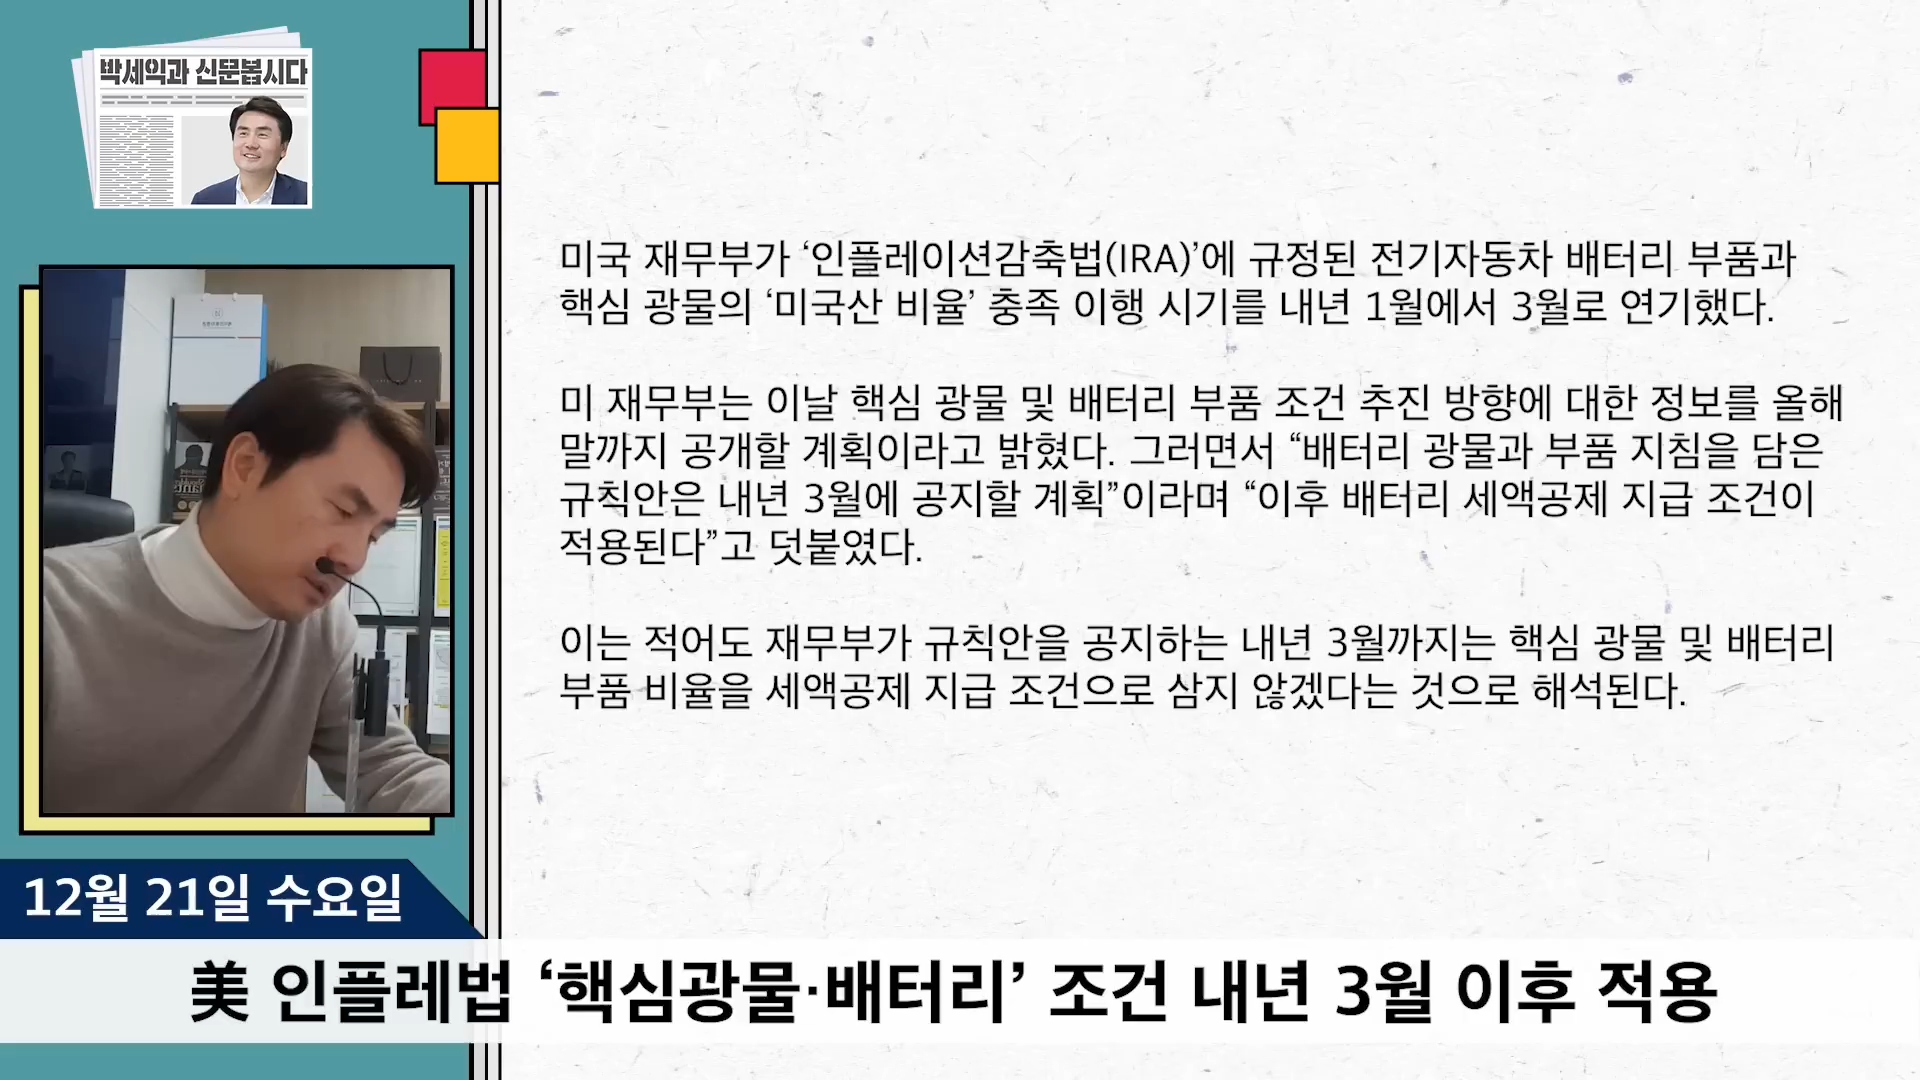 박세익과 신문봅시다
미국 재무부가 ‘인플레이션감축법(IRA)’에 규정된 전기자동차 배터리 부품과
핵심 광물의 ‘미국산 비율’ 충족 이행 시기를 내년 1월에서 3월로 연기했다.
미 재무부는 이날 핵심 광물 및 배터리 부품 조건 추진 방향에 대한 정보를 올해
말까지 공개할 계획이라고 밝혔다. 그러면서 “배터리 광물과 부품 지침을 담은
규칙안은 내년 3월에 공지할 계획”이라며 “이후 배터리 세액공제 지급 조건이
적용된다”고 덧붙였다.
이는 적어도 재무부가 규칙안을 공지하는 내년 3월까지는 핵심 광물 및 배터리
부품 비율을 세액공제 지급 조건으로 삼지 않겠다는 것으로 해석된다.
12월 21일 수요일
美 인플레법 ‘핵심광물·배터리’ 조건 내년 3월 이후 적용